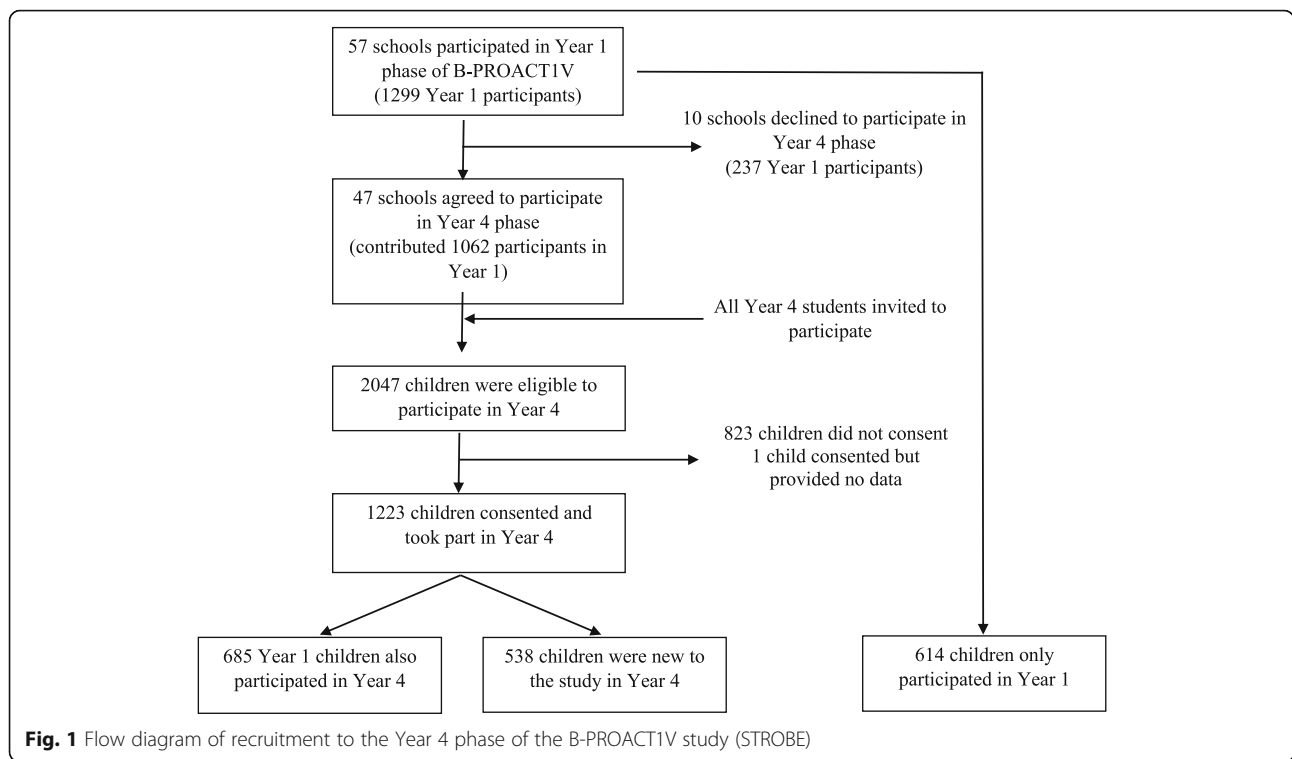 57 schools participated in Year 1
phase of B-PROACT1V
(1299 Year 1 participants)
10 schools declined to participate in
Year 4 phase
(237 Year 1 participants)
47 schools agreed to participate
in Year 4 phase
(contributed 1062 participants in
Year 1)
All Year 4 students invited to
participate
2047 children were eligible to
participate in Year 4
823 children did not consent
1 child consented but
provided no data
1223 children consented and
took part in Year 4
685 Year 1 children also
participated in Year 4
538 children were new to
the study in Year 4
614 children only
participated in Year 1
Fig. 1 Flow diagram of recruitment to the Year 4 phase of the B-PROACT1V study (STROBE)